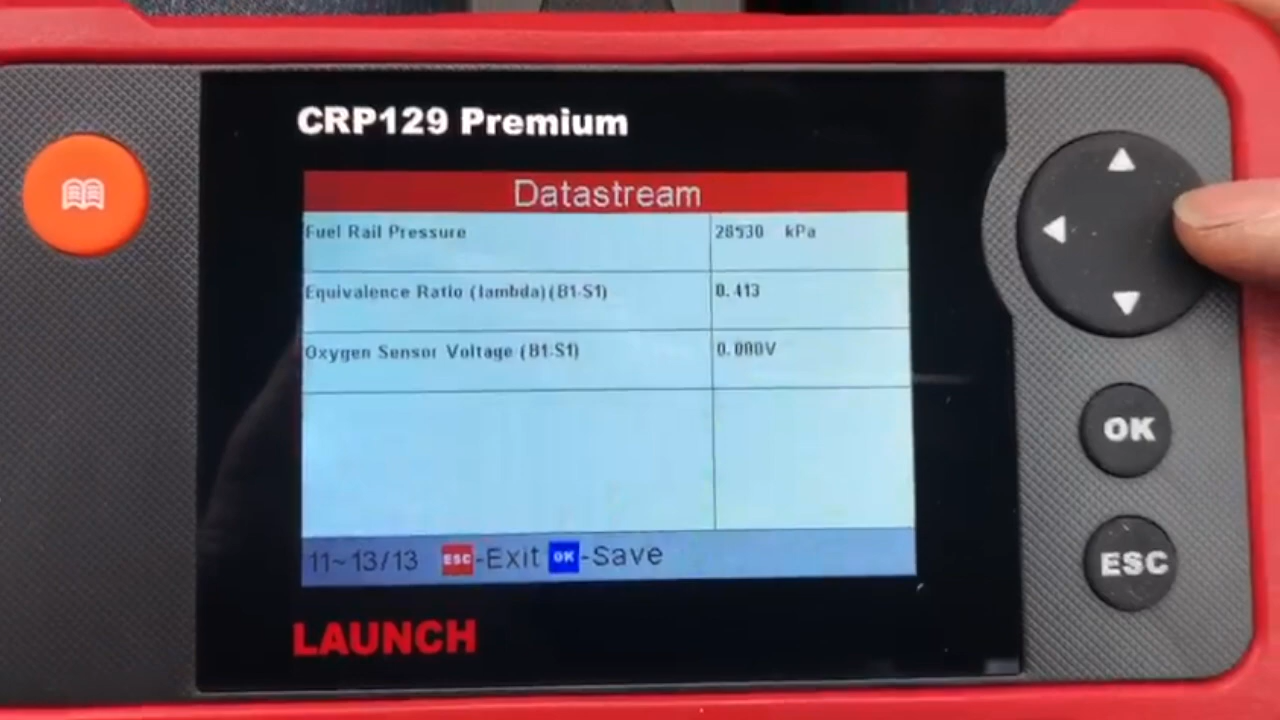 CRP129 Premium
Datastream
Fuel Rail Pressure 28530 kPa
Equivalence Ratio (lambda)(B1-S1) 0.413
Oxygen Sensor Voltage (B1-S1) 0.000V
11~13/13 ESC -Exit OK -Save
LAUNCH
OK
ESC